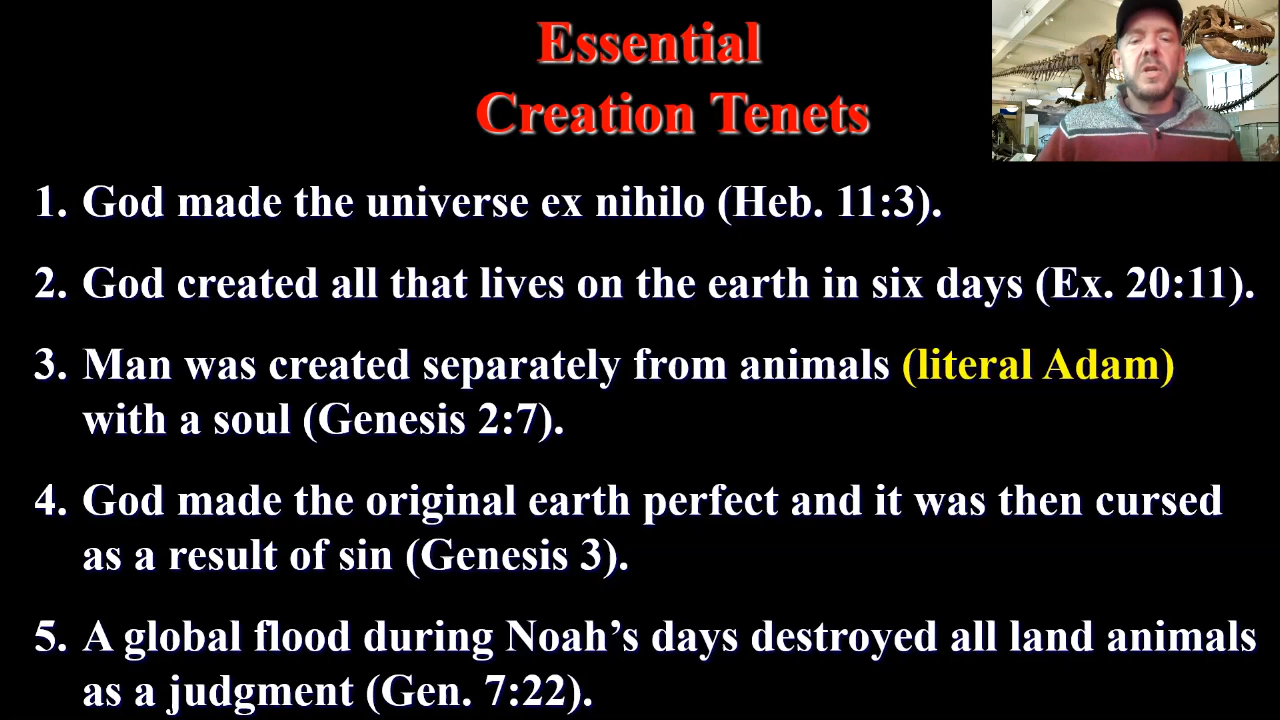 Essential
Creation Tenets
1. God made the universe ex nihilo (Heb. 11:3).
2. God created all that lives on the earth in six days (Ex. 20:11).
3. Man was created separately from animals (literal Adam)
with a soul (Genesis 2:7).
4. God made the original earth perfect and it was then cursed
as a result of sin (Genesis 3).
5. A global flood during Noah’s days destroyed all land animals
as a judgment (Gen. 7:22).